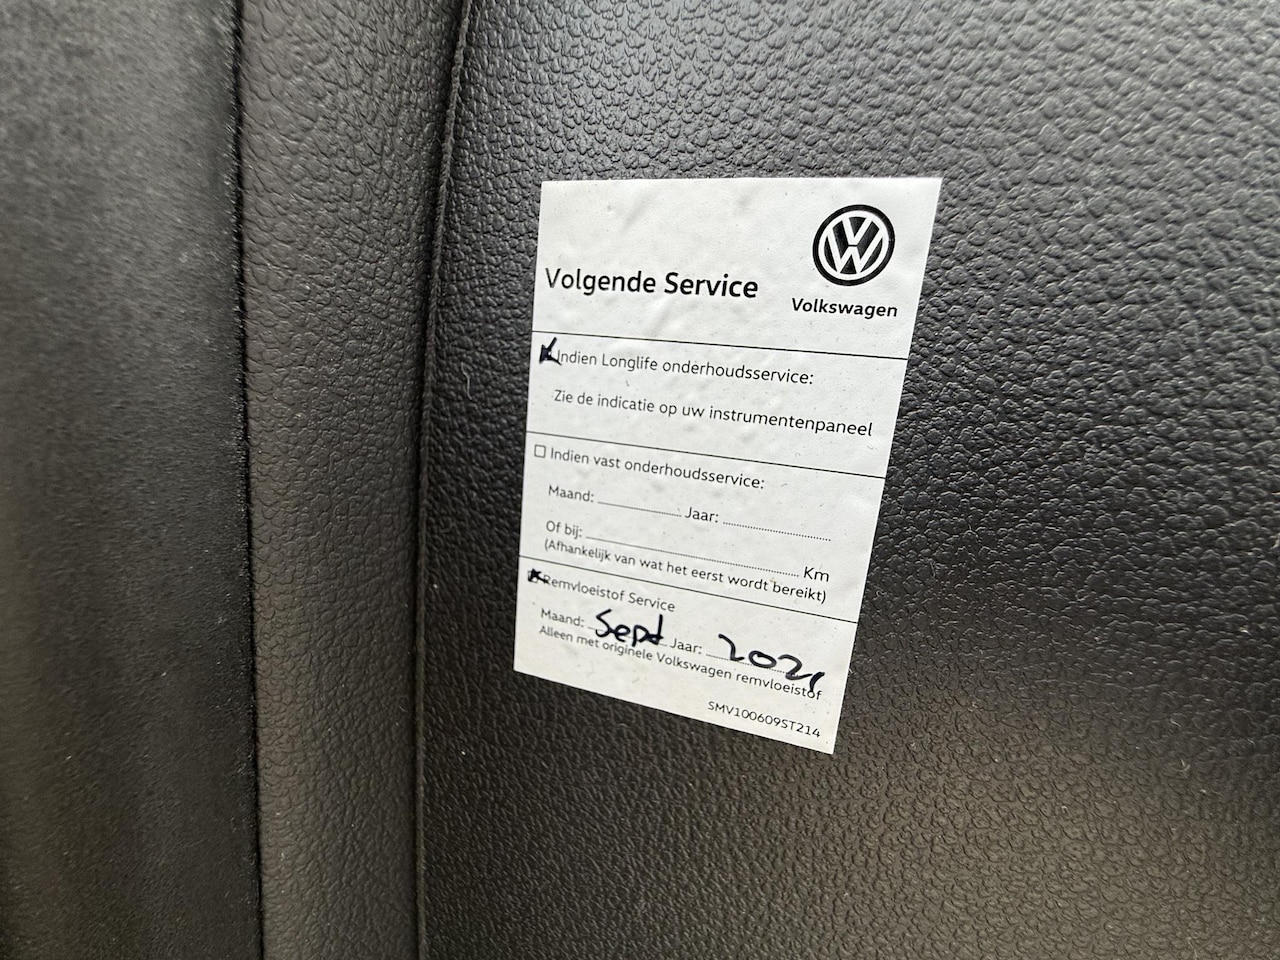 Volkswagen
Volgende Service
Indien Longlife onderhoudsservice:
Zie de indicatie op uw instrumentenpaneel
Indien vast onderhoudsservice:
Maand: Jaar:
Of bij: Km
(Afhankelijk van wat het eerst wordt bereikt)
Remvloeistof Service
Maand: Sept Jaar: 2021
Alleen met originele Volkswagen remvloeistof
SMV100609ST214